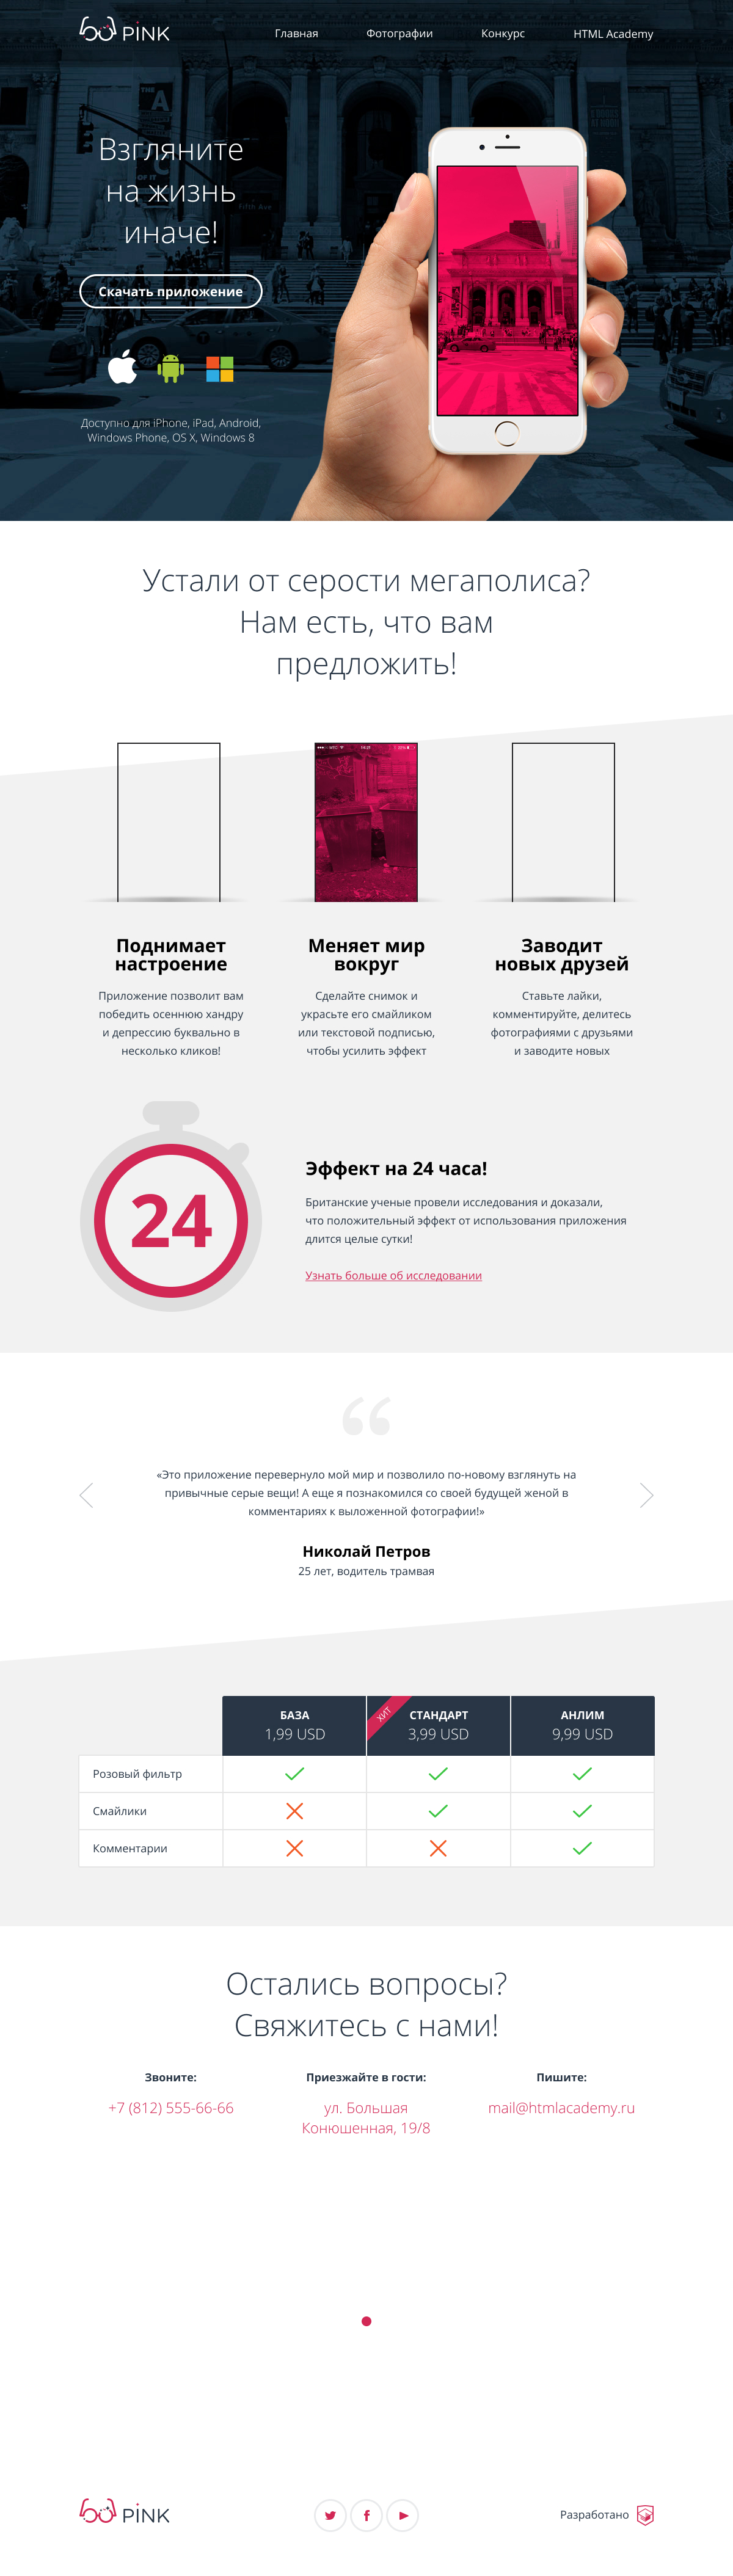 PINK
Главная
Фотографии
Конкурс
HTML Academy
Взгляните
на жизнь
иначе!
Скачать приложение
Доступно для iPhone, iPad, Android,
Windows Phone, OS X, Windows 8
Устали от серости мегаполиса?
Нам есть, что вам
предложить!
Поднимает
настроение
Приложение позволит вам
победить осеннюю хандру
и депрессию буквально в
несколько кликов!
Меняет мир
вокруг
Сделайте снимок и
украсьте его смайликом
или текстовой подписью,
чтобы усилить эффект
Заводит
новых друзей
Ставьте лайки,
комментируйте, делитесь
фотографиями с друзьями
и заводите новых
24
Эффект на 24 часа!
Британские ученые провели исследования и доказали,
что положительный эффект от использования приложения
длится целые сутки!
Узнать больше об исследовании
“
«Это приложение перевернуло мой мир и позволило по-новому взглянуть на
привычные серые вещи! А еще я познакомился со своей будущей женой в
комментариях к выложенной фотографии!»
Николай Петров
25 лет, водитель трамвая
БАЗА
1,99 USD
ХИТ
СТАНДАРТ
3,99 USD
АНЛИМ
9,99 USD
Розовый фильтр
Смайлики
Комментарии
Остались вопросы?
Свяжитесь с нами!
Звоните:
+7 (812) 555-66-66
Приезжайте в гости:
ул. Большая
Конюшенная, 19/8
Пишите:
mail@htmlacademy.ru
PINK
Разработано